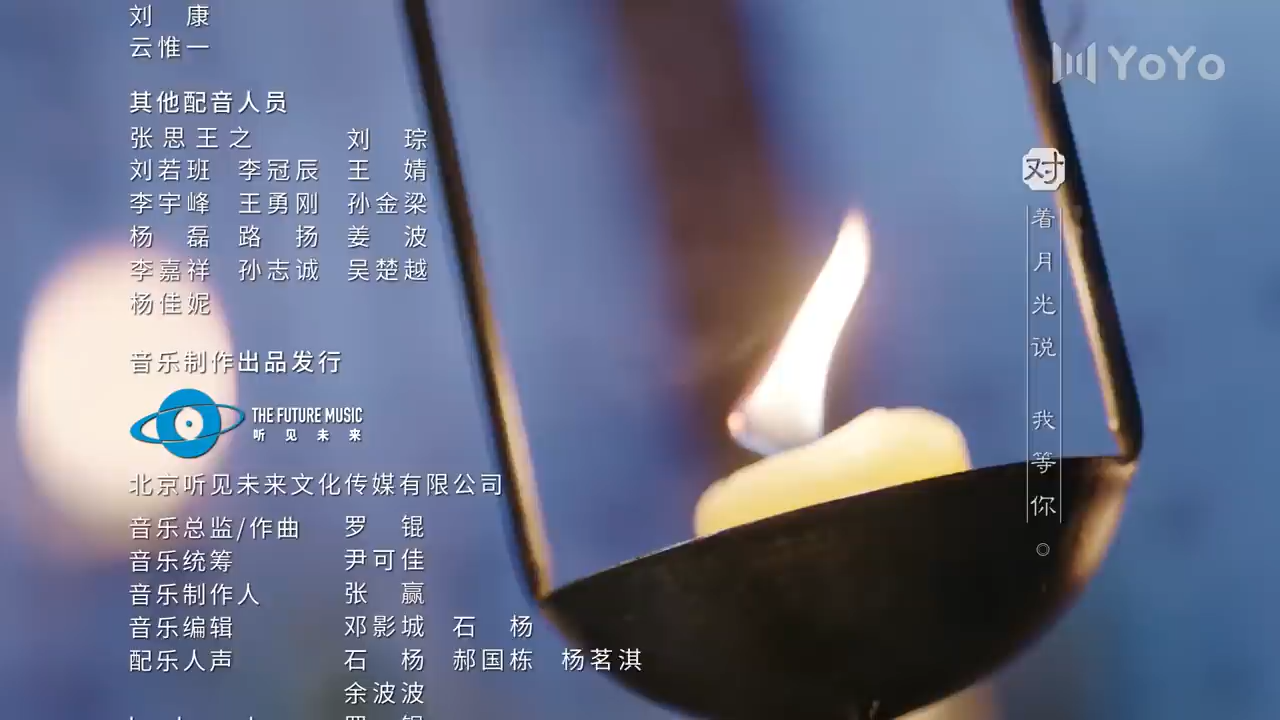 刘 康
云惟一
其他配音人员
张思王之 刘 琮
刘若班 李冠辰 王 婧
李宇峰 王勇刚 孙金梁
杨 磊 路 扬 姜 波
李嘉祥 孙志诚 吴楚越
杨佳妮
音乐制作出品发行
THE FUTURE MUSIC
听见未来
北京听见未来文化传媒有限公司
音乐总监/作曲 罗 锟
音乐统筹 尹可佳
音乐制作人 张 赢
音乐编辑 邓影城 石 杨
配乐人声 石 杨 郝国栋 杨茗淇
余波波
YoYo
对着月光说 我等你。